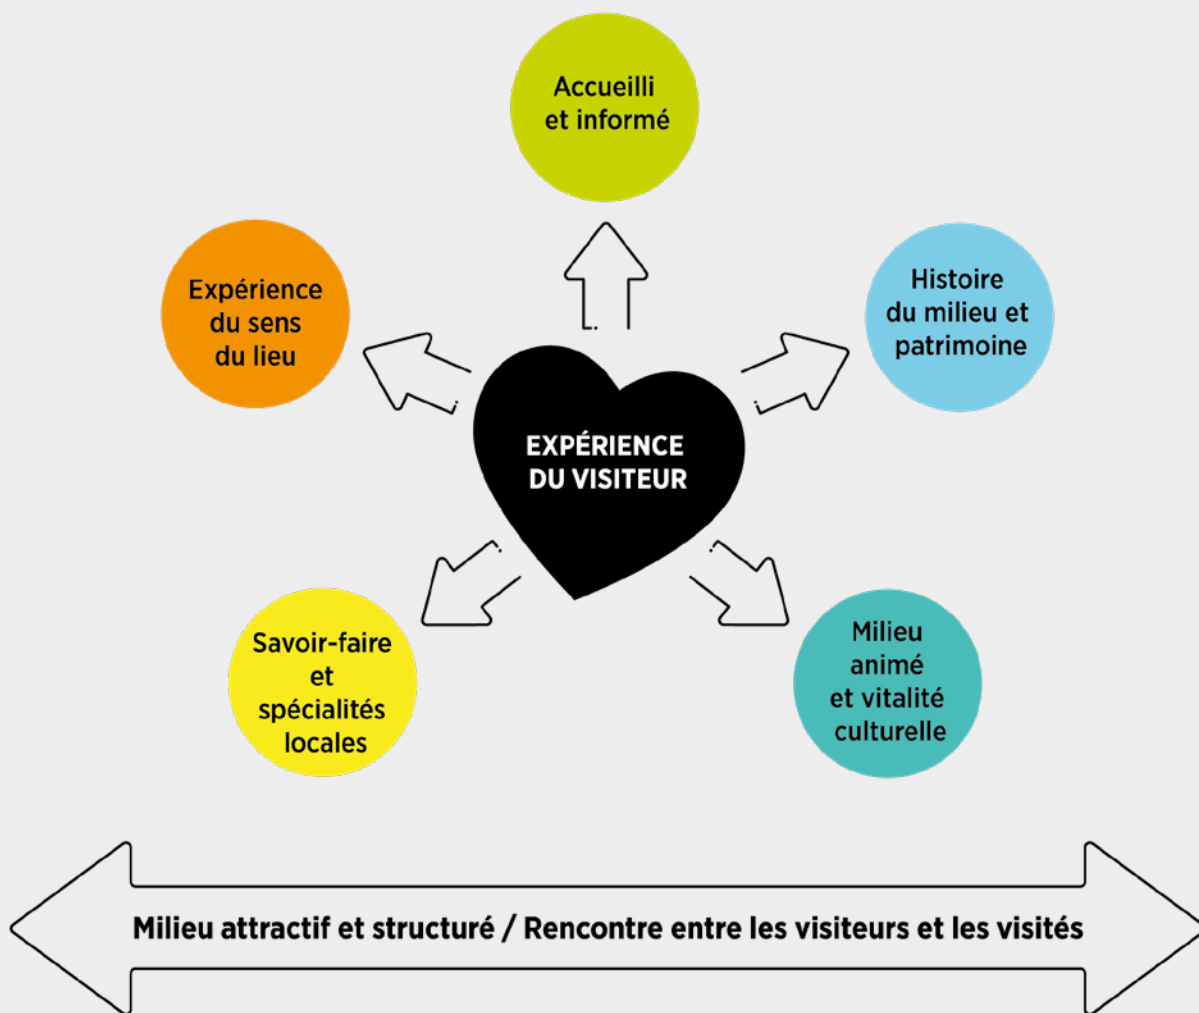 Accueilli
et informé
Expérience
du sens
du lieu
Histoire
du milieu et
patrimoine
EXPÉRIENCE
DU VISITEUR
Savoir-faire
et
spécialités
locales
Milieu
animé
et vitalité
culturelle
Milieu attractif et structuré / Rencontre entre les visiteurs et les visités